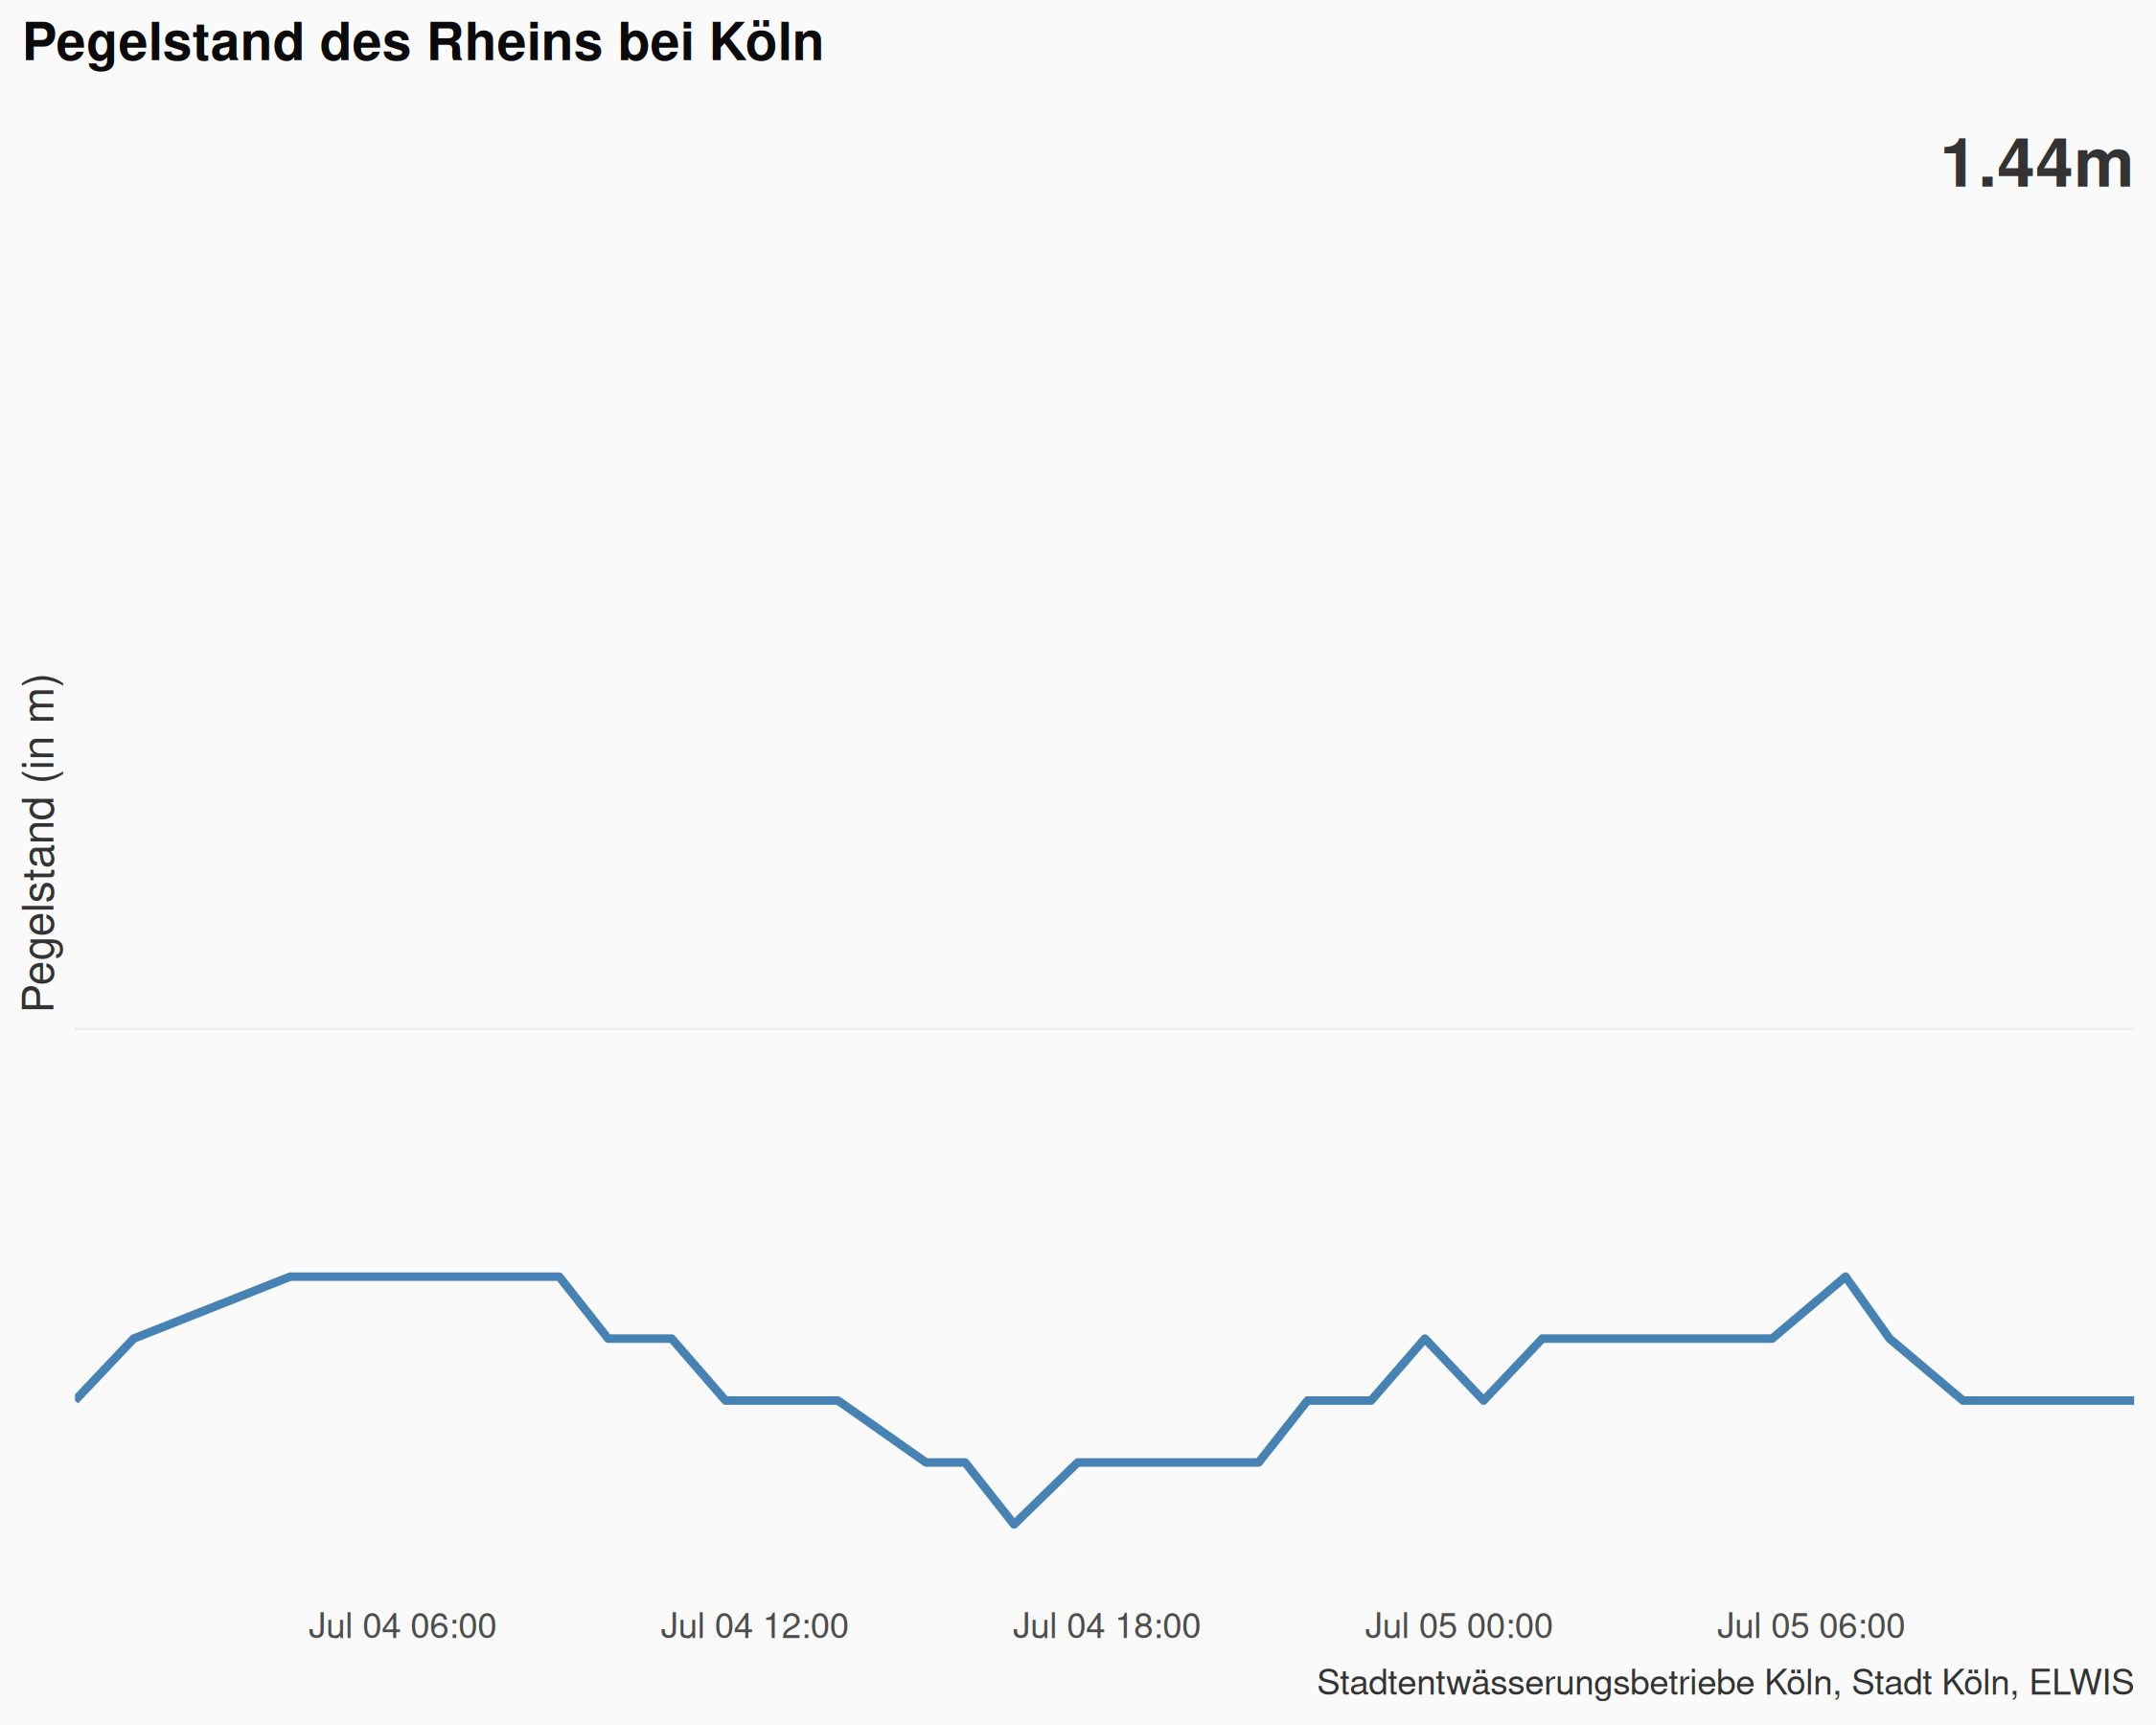 Pegelstand des Rheins bei Köln
1.44m
Pegelstand (in m)
Jul 04 06:00
Jul 04 12:00
Jul 04 18:00
Jul 05 00:00
Jul 05 06:00
Stadtentwässerungsbetriebe Köln, Stadt Köln, ELWIS